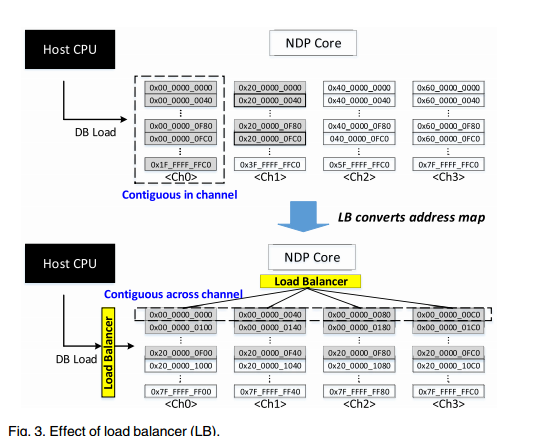 Host CPU
NDP Core
0x00_0000_0000 0x20_0000_0000 0x40_0000_0000 0x60_0000_0000
0x00_0000_0040 0x20_0000_0040 0x40_0000_0040 0x60_0000_0040
⋮ ⋮ ⋮ ⋮
DB Load
0x00_0000_0F80 0x20_0000_0F80 0x40_0000_0F80 0x60_0000_0F80
0x00_0000_0FC0 0x20_0000_0FC0 040_0000_0FC0 0x60_0000_0FC0
⋮ ⋮ ⋮ ⋮
0x1F_FFFF_FFC0 0x3F_FFFF_FFC0 0x5F_FFFF_FFC0 0x7F_FFFF_FFC0
<Ch0> <Ch1> <Ch2> <Ch3>
Contiguous in channel
LB converts address map
Host CPU
NDP Core
Load Balancer
Contiguous across channel
0x00_0000_0000 0x00_0000_0040 0x00_0000_0080 0x00_0000_00C0
0x00_0000_0100 0x00_0000_0140 0x00_0000_0180 0x00_0000_01C0
⋮ ⋮ ⋮ ⋮
DB Load
Load Balancer
0x20_0000_0F00 0x20_0000_0F40 0x20_0000_0F80 0x20_0000_0FC0
0x20_0000_1000 0x20_0000_1040 0x20_0000_1080 0x20_0000_10C0
⋮ ⋮ ⋮ ⋮
0x7F_FFFF_FF00 0x7F_FFFF_FF40 0x7F_FFFF_FF80 0x7F_FFFF_FFC0
<Ch0> <Ch1> <Ch2> <Ch3>
Fig. 3. Effect of load balancer (LB).